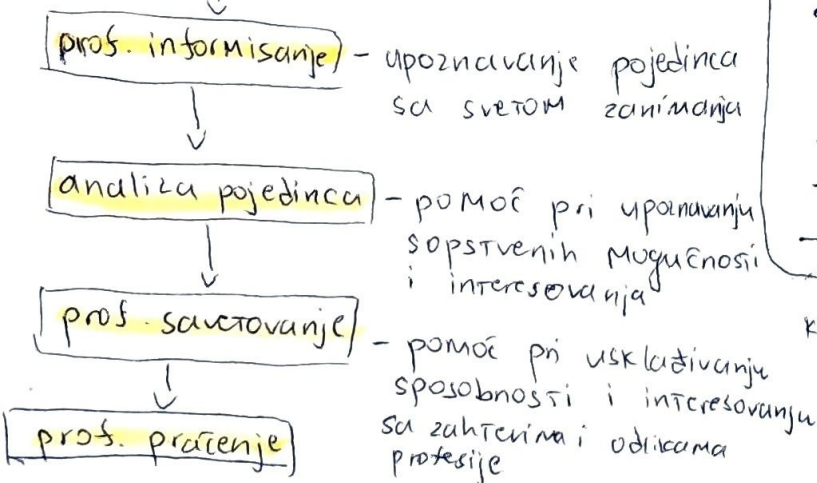 prof. informisanje - upoznavanje pojedinca
sa svetom zanimanja
analiza pojedinca - pomoć pri upoznavanju
sopstvenih mogućnosti
i interesovanja
prof. savetovanje - pomoć pri usklađivanju
sposobnosti i interesovanju
sa zahtevima i odlikama
profesije
prof. praćenje